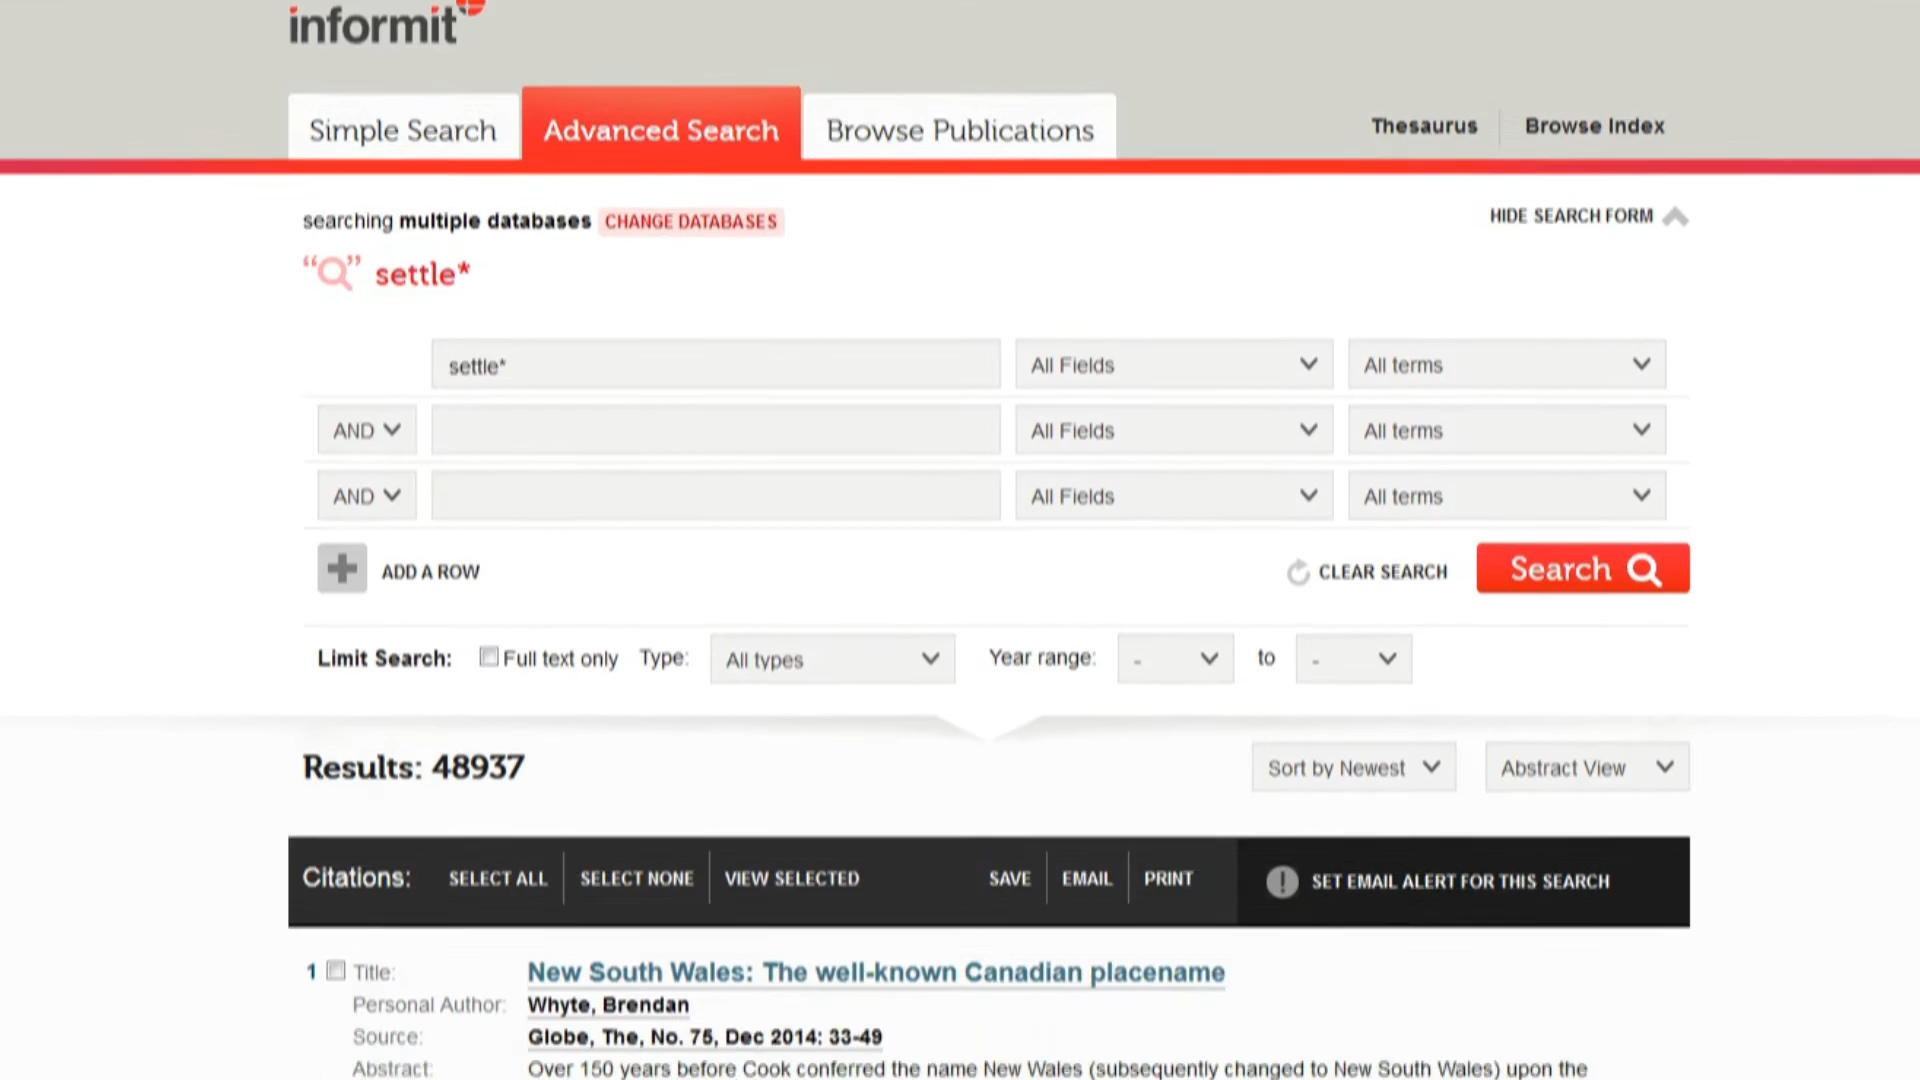 informit
Simple Search Advanced Search Browse Publications Thesaurus Browse Index
searching multiple databases CHANGE DATABASES HIDE SEARCH FORM
settle*
settle* All Fields All terms
AND All Fields All terms
AND All Fields All terms
ADD A ROW CLEAR SEARCH Search
Limit Search: Full text only Type: All types Year range: - to -
Results: 48937 Sort by Newest Abstract View
Citations: SELECT ALL SELECT NONE VIEW SELECTED SAVE EMAIL PRINT SET EMAIL ALERT FOR THIS SEARCH
1 Title: New South Wales: The well-known Canadian placename
Personal Author: Whyte, Brendan
Source: Globe, The, No. 75, Dec 2014: 33-49
Abstract: Over 150 years before Cook conferred the name New Wales (subsequently changed to New South Wales) upon the